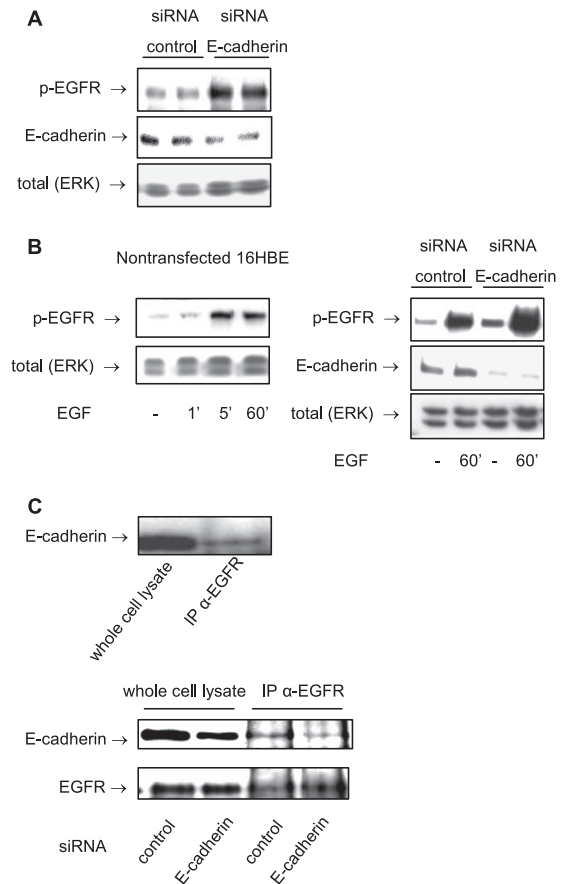 A
siRNA siRNA
control E-cadherin
p-EGFR →
E-cadherin →
total (ERK) →
B
Nontransfected 16HBE
p-EGFR →
total (ERK) →
EGF - 1’ 5’ 60’
siRNA siRNA
control E-cadherin
p-EGFR →
E-cadherin →
total (ERK) →
EGF - 60’ - 60’
C
E-cadherin →
whole cell lysate
IP α-EGFR
whole cell lysate IP α-EGFR
E-cadherin →
EGFR →
siRNA control E-cadherin control E-cadherin